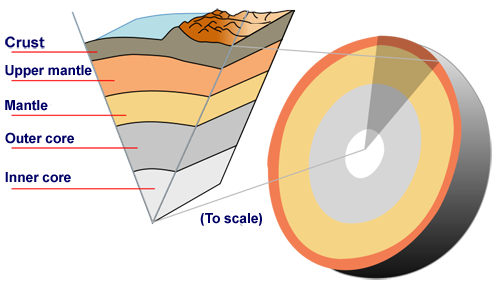 Crust
Upper mantle
Mantle
Outer core
Inner core
(To scale)